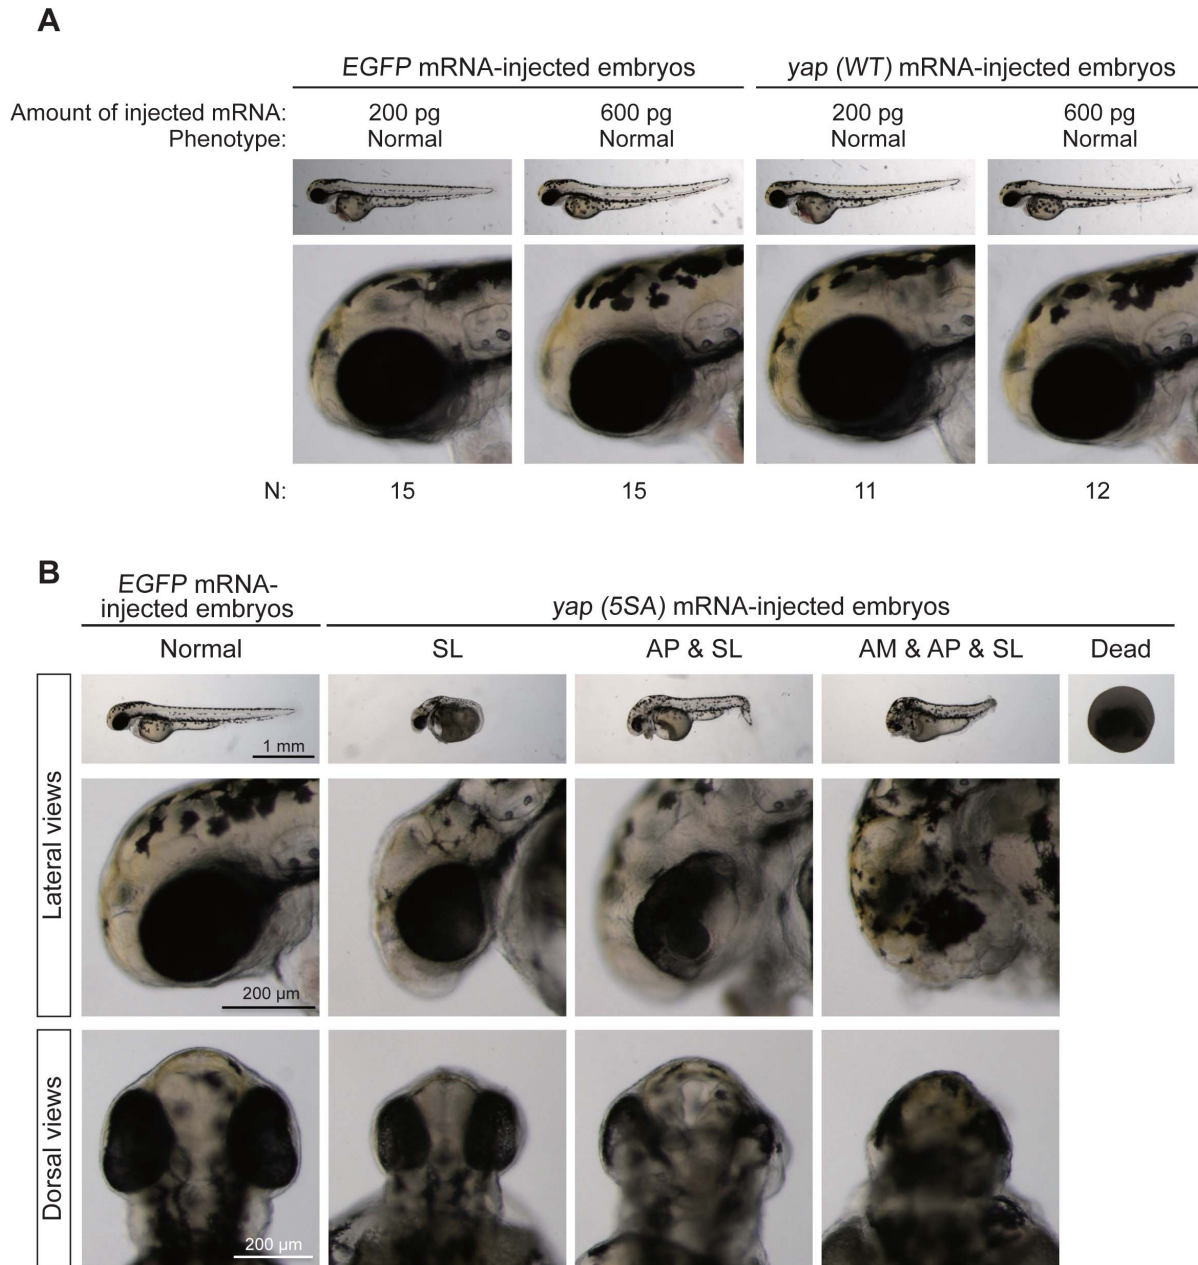 A
EGFP mRNA-injected embryos
yap (WT) mRNA-injected embryos
Amount of injected mRNA: 200 pg 600 pg 200 pg 600 pg
Phenotype: Normal Normal Normal Normal
N: 15 15 11 12
B
EGFP mRNA-
injected embryos
yap (5SA) mRNA-injected embryos
Normal SL AP & SL AM & AP & SL Dead
Lateral views
1 mm
200 µm
Dorsal views
200 µm